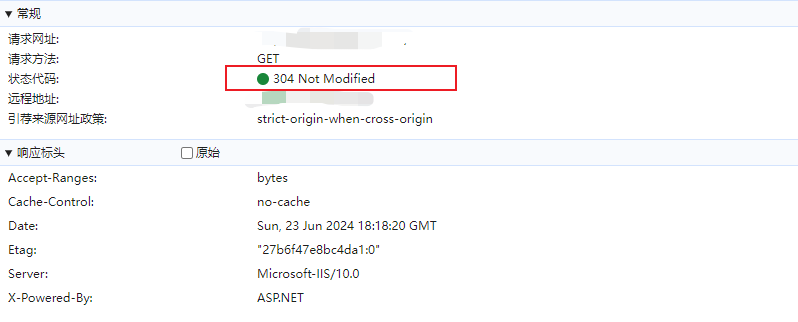 常规
请求网址:
请求方法: GET
状态代码: 304 Not Modified
远程地址:
引荐来源网址政策: strict-origin-when-cross-origin
响应标头 原始
Accept-Ranges: bytes
Cache-Control: no-cache
Date: Sun, 23 Jun 2024 18:18:20 GMT
Etag: "27b6f47e8bc4da1:0"
Server: Microsoft-IIS/10.0
X-Powered-By: ASP.NET